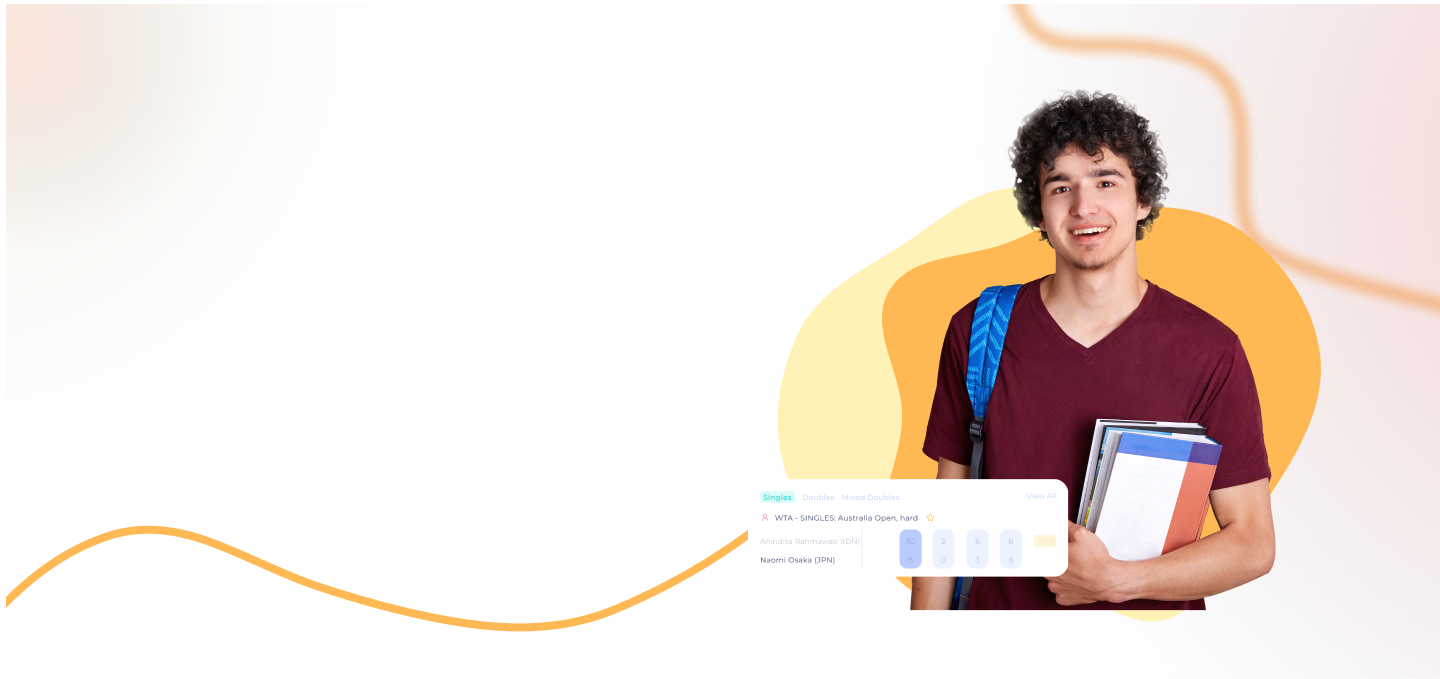 Singles Doubles Mixed Doubles View All
WTA - SINGLES: Australia Open, hard
Anindita Rahmawati (IDN) 30 2 6 6
Naomi Osaka (JPN) 15 0 3 6